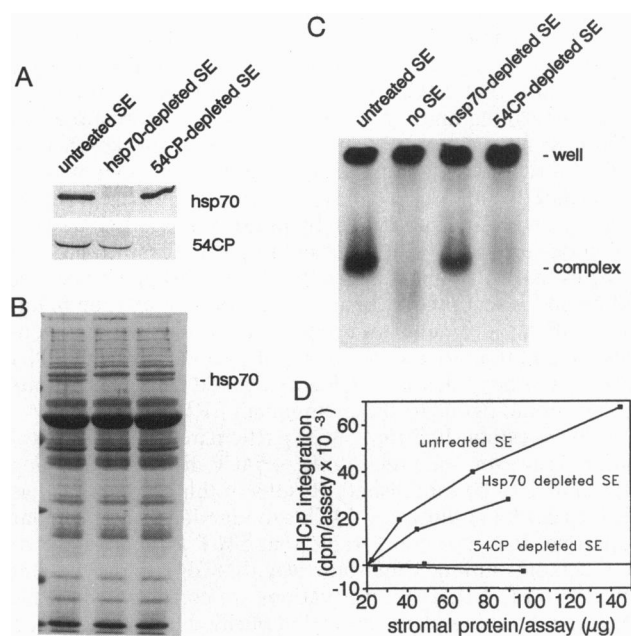 A
untreated SE
hsp70-depleted SE
54CP-depleted SE
hsp70
54CP
B
- hsp70
C
untreated SE
no SE
hsp70-depleted SE
54CP-depleted SE
- well
- complex
D
LHCP integration
(dpm/assay x 10⁻³)
60
40
20
0
-10
untreated SE
Hsp70 depleted SE
54CP depleted SE
20 40 60 80 100 120 140
stromal protein/assay (µg)